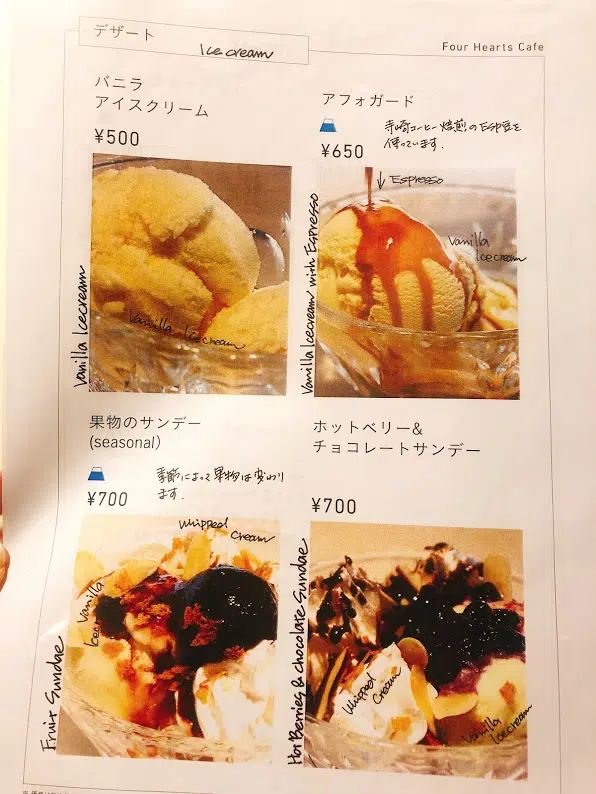 デザート
Ice cream
Four Hearts Cafe
バニラ
アイスクリーム
¥500
Vanilla Icecream
Vanilla Icecream
アフォガード
寺崎コーヒー焙煎のESP豆を
使っています.
¥650
Espresso
Vanilla
icecream
Vanilla Icecream with Espresso
果物のサンデー
(seasonal)
季節によって果物は変わり
ます.
¥700
Whipped
Cream
Vanilla
Icecream
Fruit Sundae
ホットベリー&
チョコレートサンデー
¥700
Hot Berries & chocolate Sundae
Whipped
Cream
Vanilla
Icecream